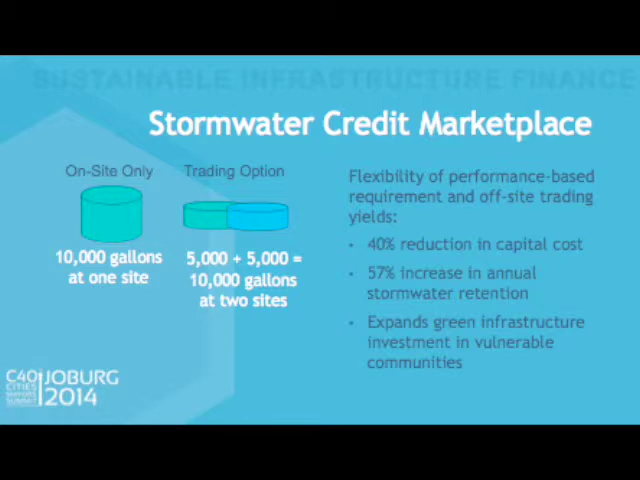 SUSTAINABLE INFRASTRUCTURE FINANCE
Stormwater Credit Marketplace
On-Site Only
Trading Option
10,000 gallons
at one site
5,000 + 5,000 =
10,000 gallons
at two sites
Flexibility of performance-based
requirement and off-site trading
yields:
• 40% reduction in capital cost
• 57% increase in annual
stormwater retention
• Expands green infrastructure
investment in vulnerable
communities
C40
CITIES
MAYORS
SUMMIT
JOBURG
2014